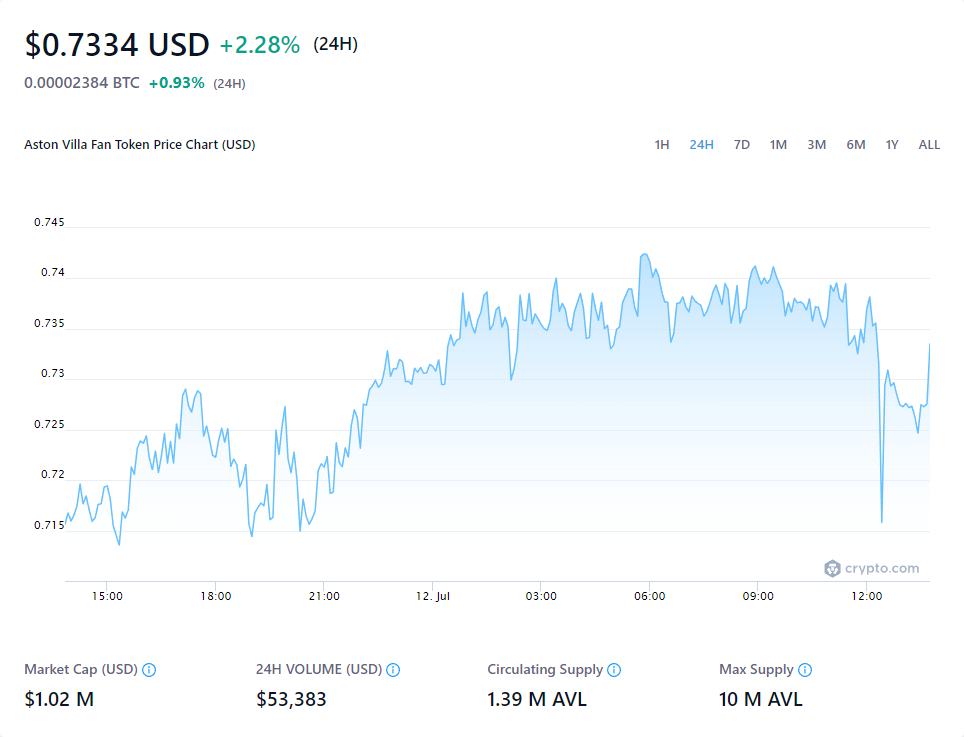 $0.7334 USD +2.28% (24H)
0.00002384 BTC +0.93% (24H)
Aston Villa Fan Token Price Chart (USD) 1H 24H 7D 1M 3M 6M 1Y ALL
0.745
0.74
0.735
0.73
0.725
0.72
0.715
crypto.com
15:00 18:00 21:00 12. Jul 03:00 06:00 09:00 12:00
Market Cap (USD) 24H VOLUME (USD) Circulating Supply Max Supply
$1.02 M $53,383 1.39 M AVL 10 M AVL